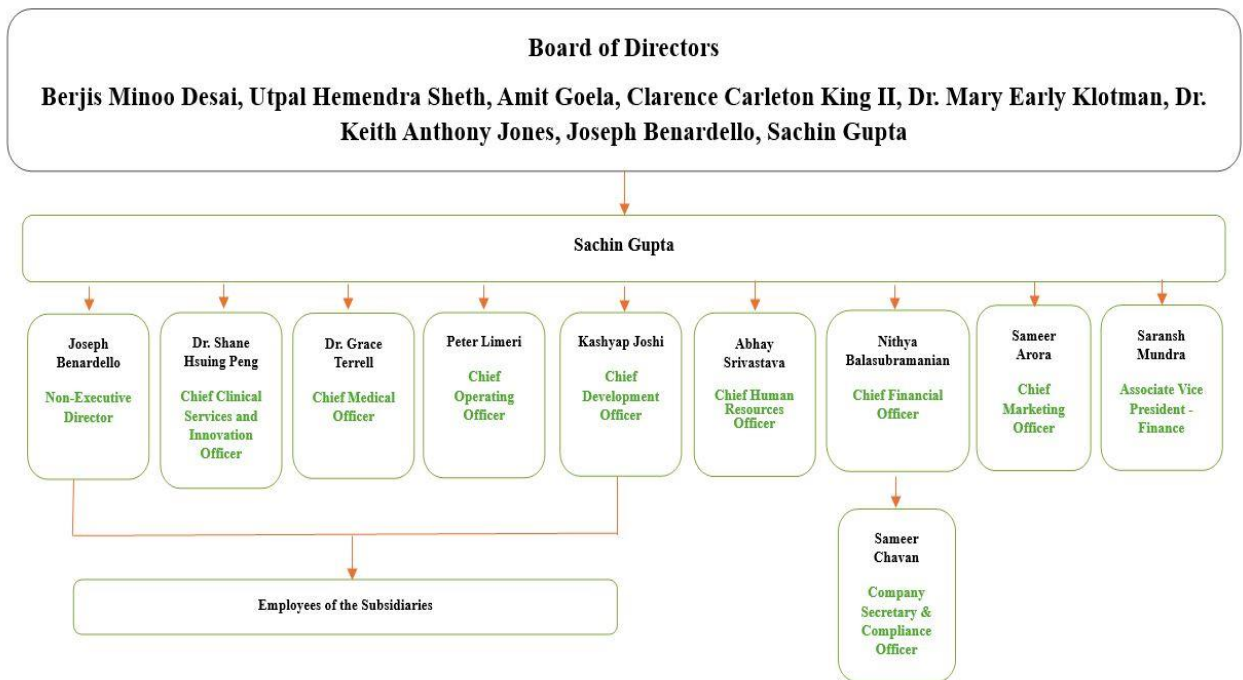 Board of Directors
Berjis Minoo Desai, Utpal Hemendra Sheth, Amit Goela, Clarence Carleton King II, Dr. Mary Early Klotman, Dr.
Keith Anthony Jones, Joseph Benardello, Sachin Gupta
Sachin Gupta
Joseph
Benardello
Non-Executive
Director
Dr. Shane
Hsuing Peng
Chief Clinical
Services and
Innovation
Officer
Dr. Grace
Terrell
Chief Medical
Officer
Peter Limeri
Chief
Operating
Officer
Kashyap Joshi
Chief
Development
Officer
Abhay
Srivastava
Chief Human
Resources
Officer
Nithya
Balasubramanian
Chief Financial
Officer
Sameer
Arora
Chief
Marketing
Officer
Saransh
Mundra
Associate Vice
President -
Finance
Employees of the Subsidiaries
Sameer
Chavan
Company
Secretary &
Compliance
Officer